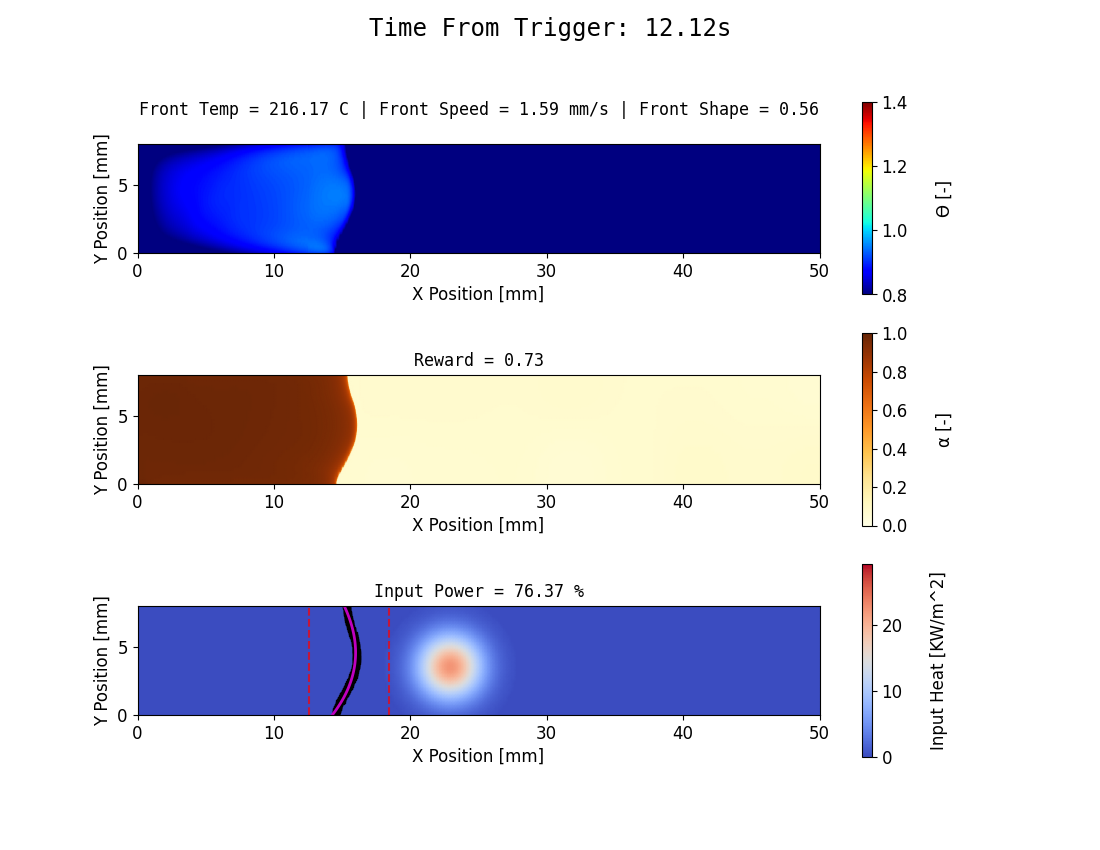 Time From Trigger: 12.12s
Front Temp = 216.17 C | Front Speed = 1.59 mm/s | Front Shape = 0.56
Y Position [mm]
5
0
0 10 20 30 40 50
X Position [mm]
1.4
1.2
1.0
0.8
Θ [-]
Reward = 0.73
Y Position [mm]
5
0
0 10 20 30 40 50
X Position [mm]
1.0
0.8
0.6
0.4
0.2
0.0
α [-]
Input Power = 76.37 %
Y Position [mm]
5
0
0 10 20 30 40 50
X Position [mm]
20
10
0
Input Heat [KW/m^2]